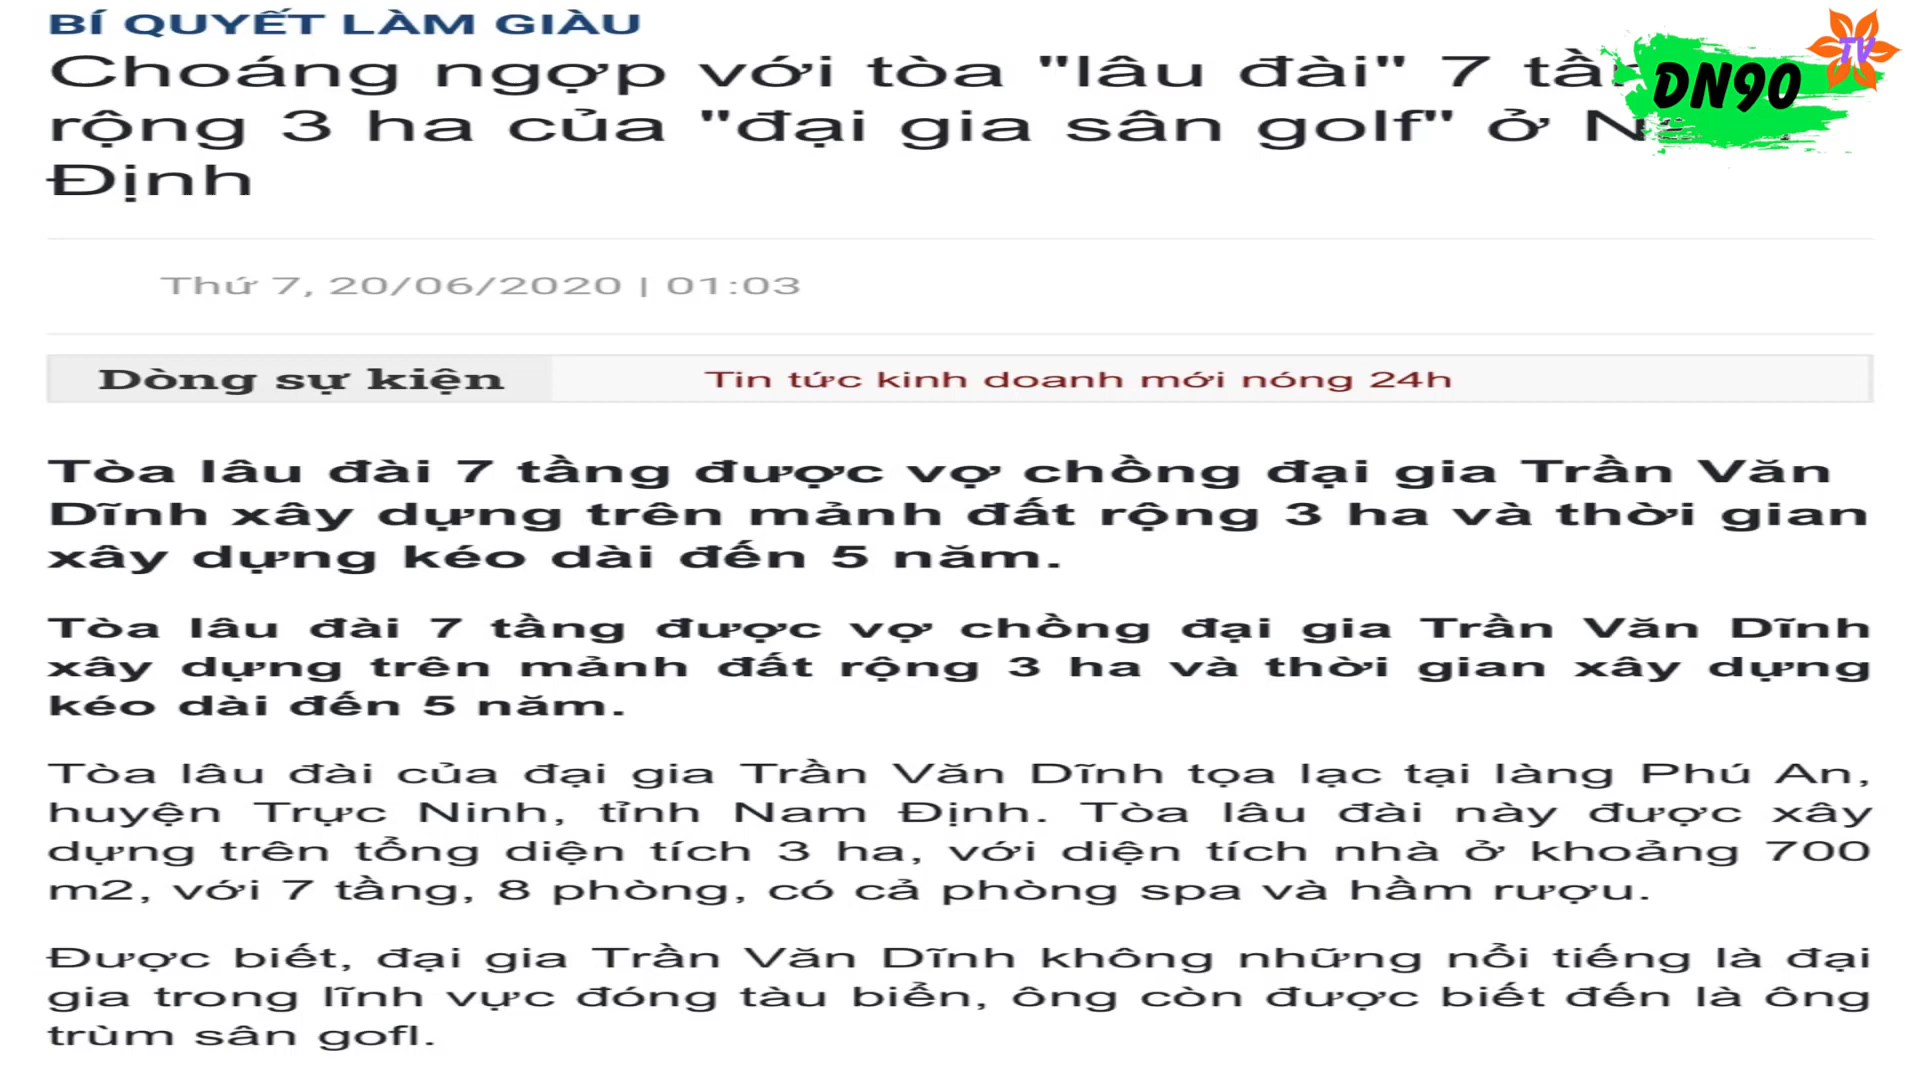 BÍ QUYẾT LÀM GIÀU
Choáng ngợp với tòa "lâu đài" 7
rộng 3 ha của "đại gia sân golf" ở
Định
DN90
TV
Thứ 7, 20/06/2020 | 01:03
Dòng sự kiện Tin tức kinh doanh mới nóng 24h
Tòa lâu đài 7 tầng được vợ chồng đại gia Trần Văn
Dĩnh xây dựng trên mảnh đất rộng 3 ha và thời gian
xây dựng kéo dài đến 5 năm.
Tòa lâu đài 7 tầng được vợ chồng đại gia Trần Văn Dĩnh
xây dựng trên mảnh đất rộng 3 ha và thời gian xây dựng
kéo dài đến 5 năm.
Tòa lâu đài của đại gia Trần Văn Dĩnh tọa lạc tại làng Phú An,
huyện Trực Ninh, tỉnh Nam Định. Tòa lâu đài này được xây
dựng trên tổng diện tích 3 ha, với diện tích nhà ở khoảng 700
m2, với 7 tầng, 8 phòng, có cả phòng spa và hầm rượu.
Được biết, đại gia Trần Văn Dĩnh không những nổi tiếng là đại
gia trong lĩnh vực đóng tàu biển, ông còn được biết đến là ông
trùm sân gofl.